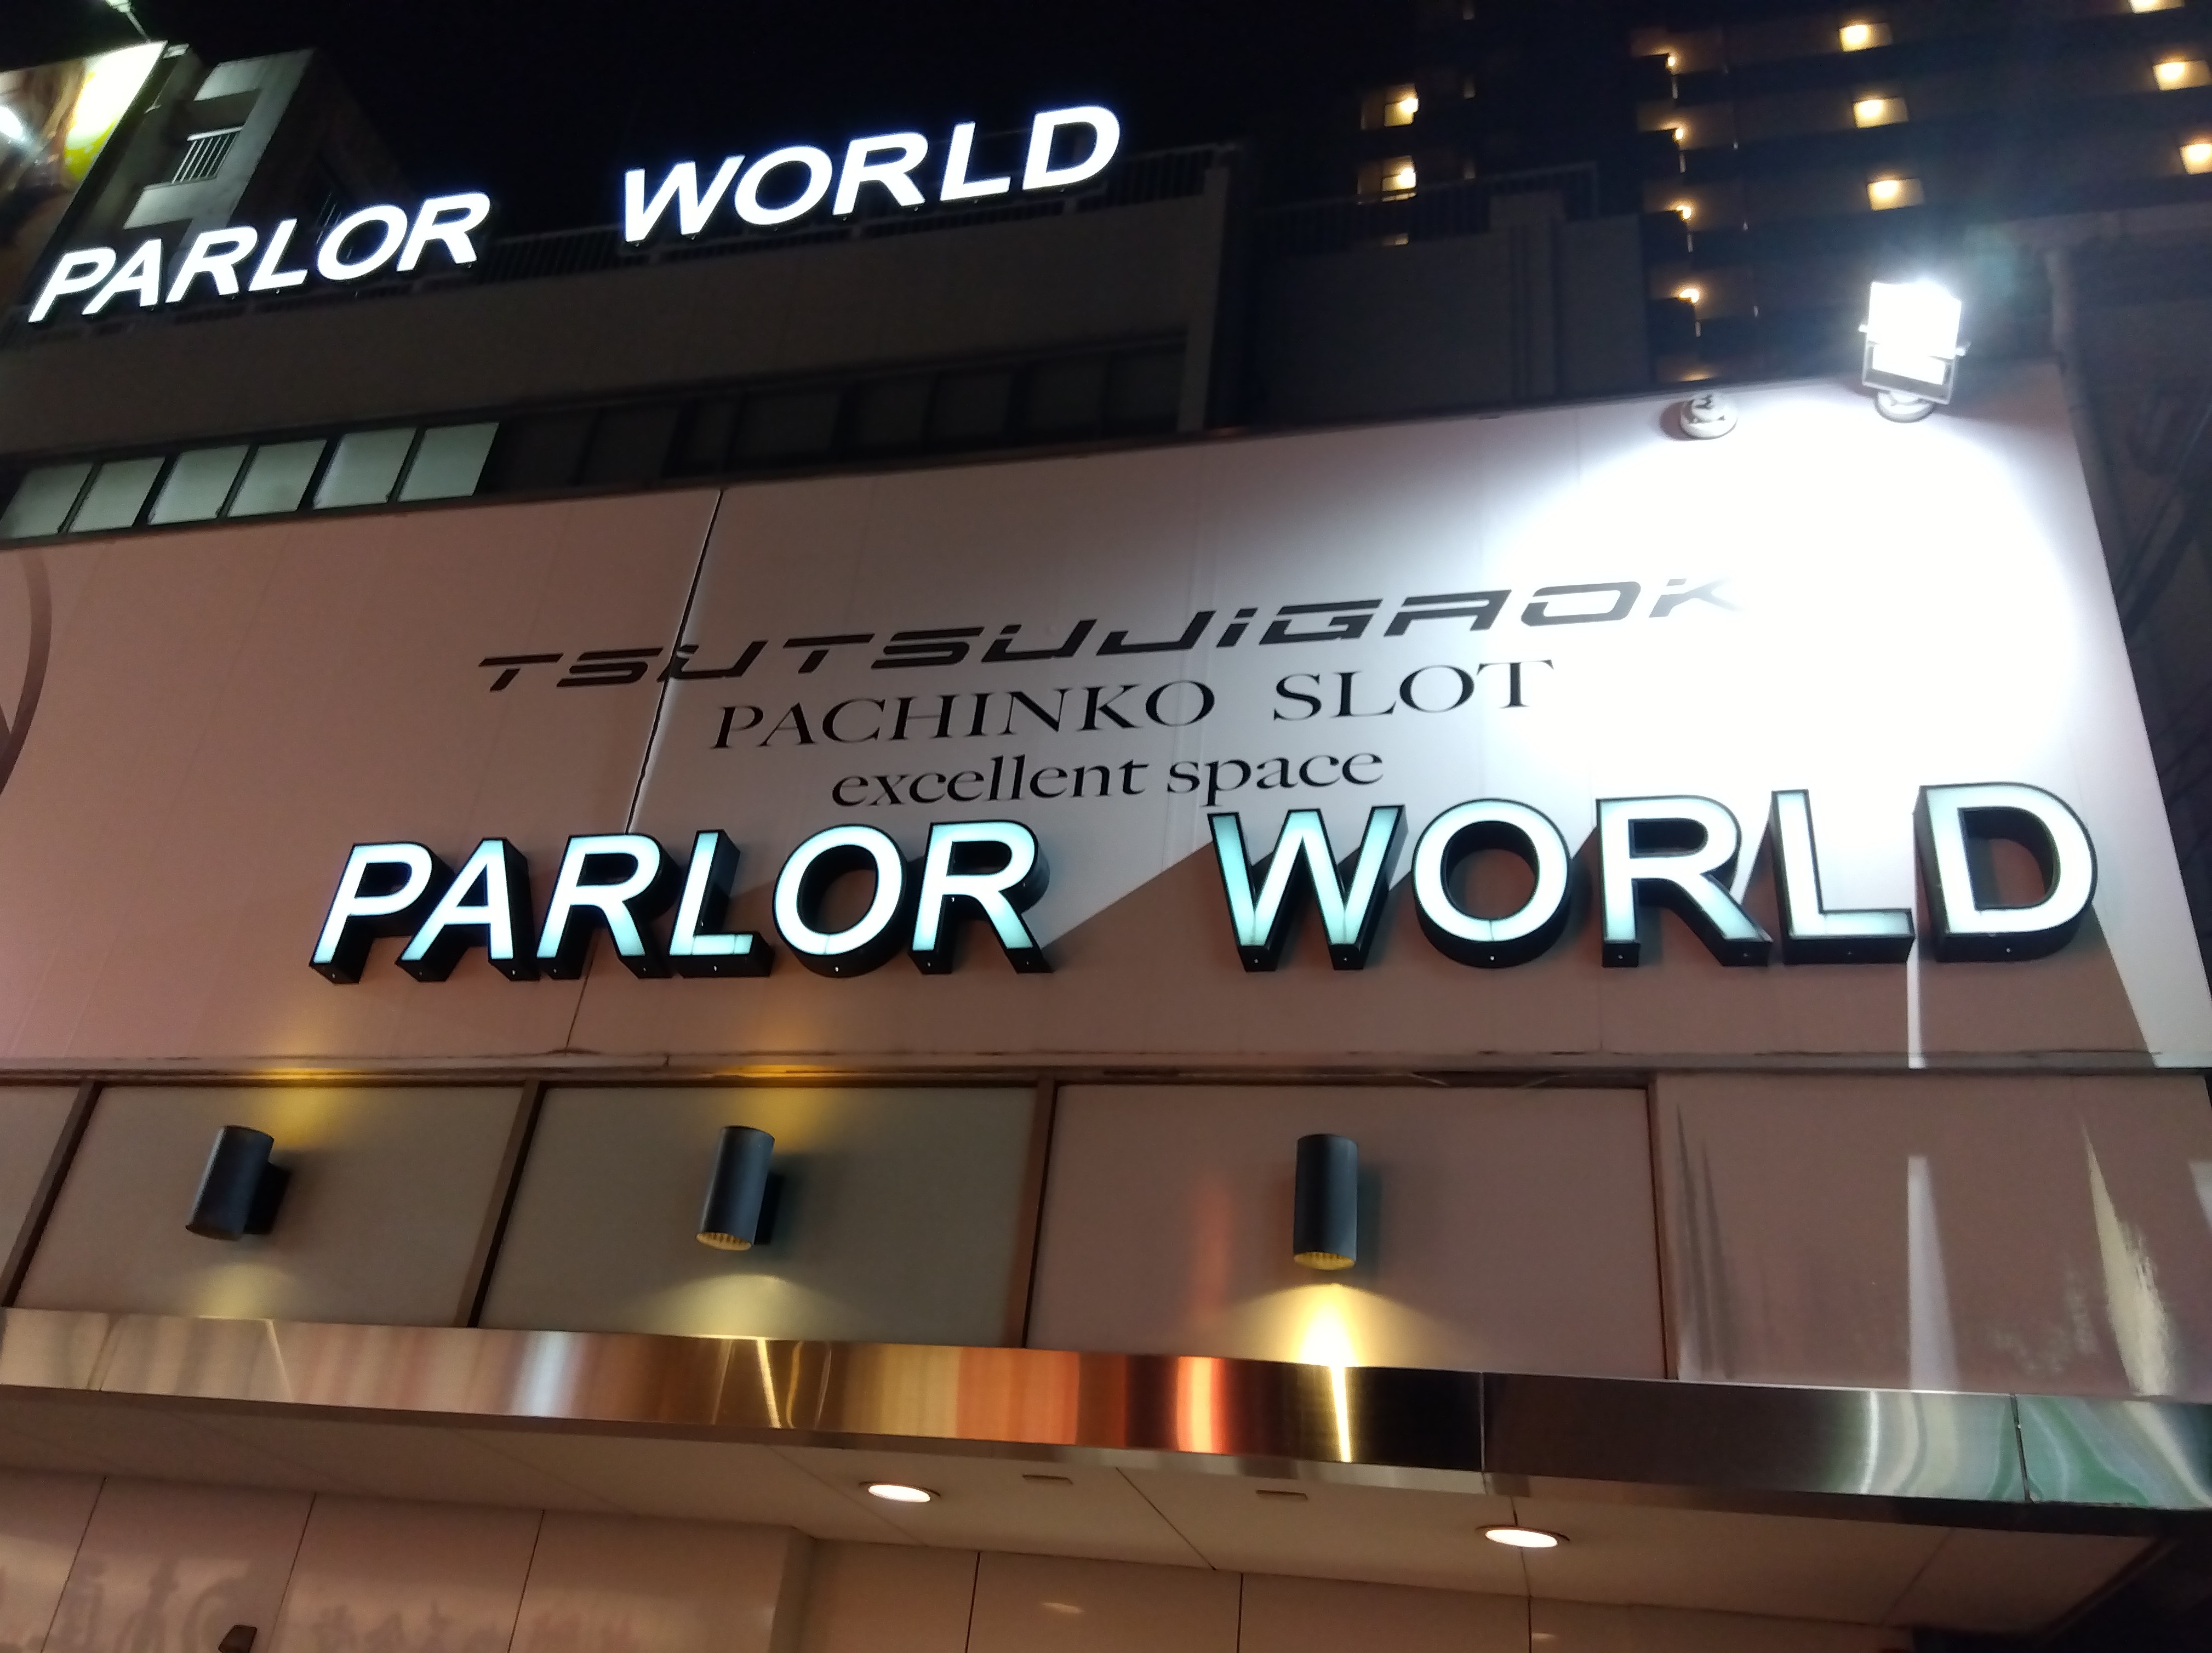 PARLOR WORLD
TSUTSUJIGAOK
PACHINKO SLOT
excellent space
PARLOR WORLD